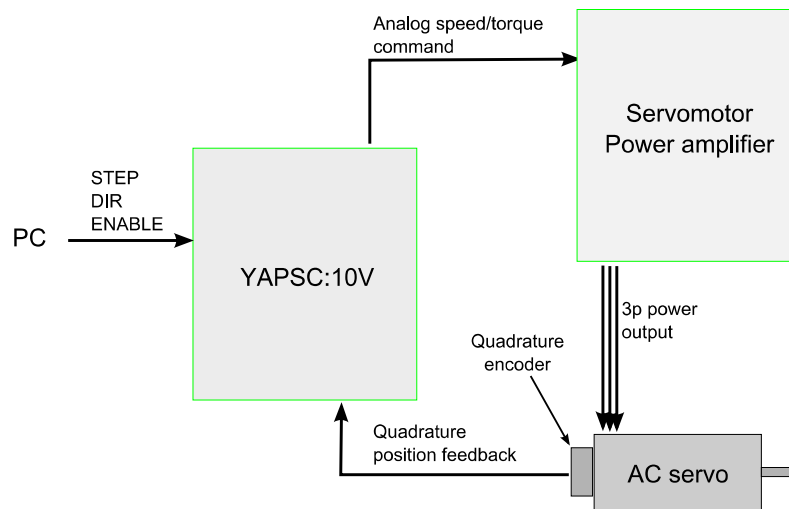 Analog speed/torque
command
Servomotor
Power amplifier
STEP
DIR
ENABLE
PC
YAPSC:10V
3p power
output
Quadrature
encoder
Quadrature
position feedback
AC servo